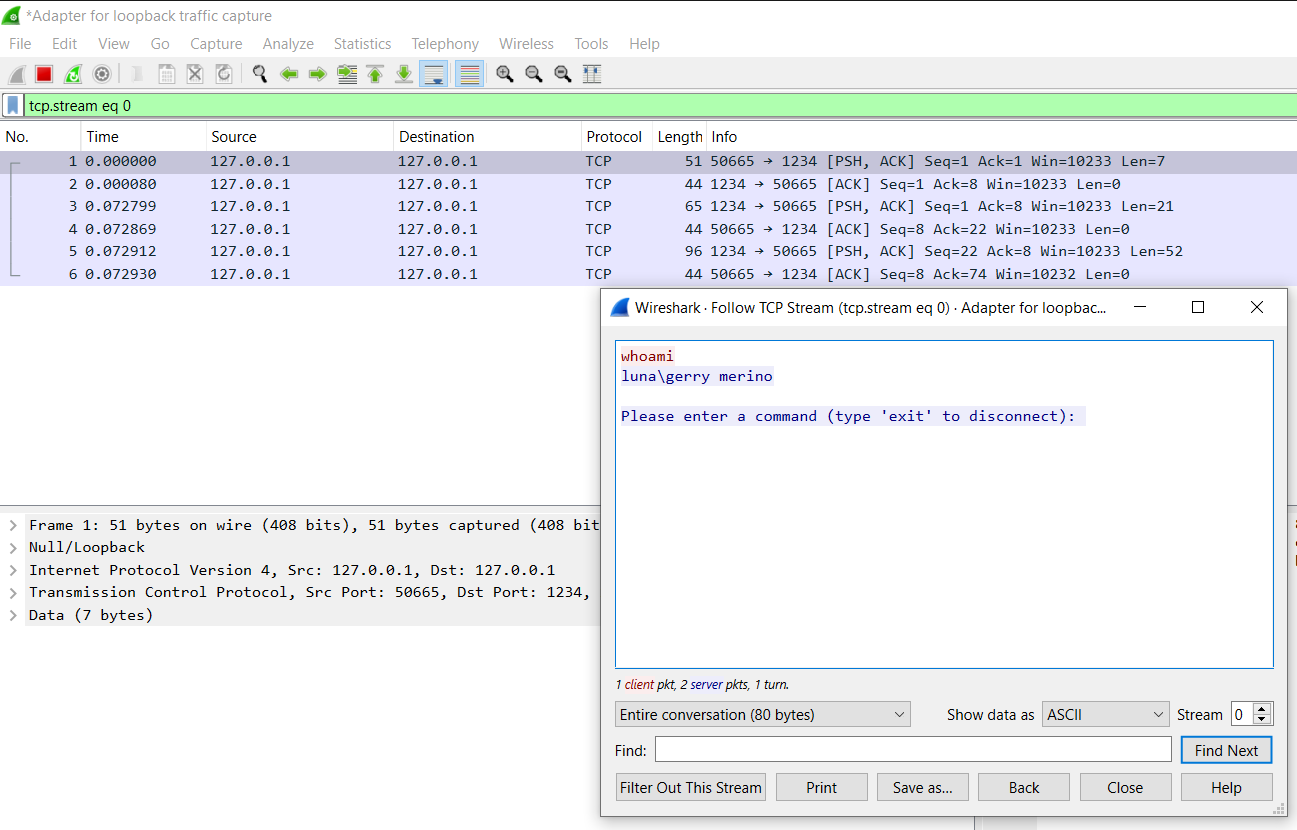 *Adapter for loopback traffic capture
File Edit View Go Capture Analyze Statistics Telephony Wireless Tools Help
tcp.stream eq 0
No. Time Source Destination Protocol Length Info
1 0.000000 127.0.0.1 127.0.0.1 TCP 51 50665 → 1234 [PSH, ACK] Seq=1 Ack=1 Win=10233 Len=7
2 0.000080 127.0.0.1 127.0.0.1 TCP 44 1234 → 50665 [ACK] Seq=1 Ack=8 Win=10233 Len=0
3 0.072799 127.0.0.1 127.0.0.1 TCP 65 1234 → 50665 [PSH, ACK] Seq=1 Ack=8 Win=10233 Len=21
4 0.072869 127.0.0.1 127.0.0.1 TCP 44 50665 → 1234 [ACK] Seq=8 Ack=22 Win=10233 Len=0
5 0.072912 127.0.0.1 127.0.0.1 TCP 96 1234 → 50665 [PSH, ACK] Seq=22 Ack=8 Win=10233 Len=52
6 0.072930 127.0.0.1 127.0.0.1 TCP 44 50665 → 1234 [ACK] Seq=8 Ack=74 Win=10232 Len=0
Frame 1: 51 bytes on wire (408 bits), 51 bytes captured (408 bit
Null/Loopback
Internet Protocol Version 4, Src: 127.0.0.1, Dst: 127.0.0.1
Transmission Control Protocol, Src Port: 50665, Dst Port: 1234,
Data (7 bytes)
Wireshark · Follow TCP Stream (tcp.stream eq 0) · Adapter for loopbac...
whoami
luna\gerry merino
Please enter a command (type 'exit' to disconnect):
1 client pkt, 2 server pkts, 1 turn.
Entire conversation (80 bytes) Show data as ASCII Stream 0
Find: Find Next
Filter Out This Stream Print Save as... Back Close Help